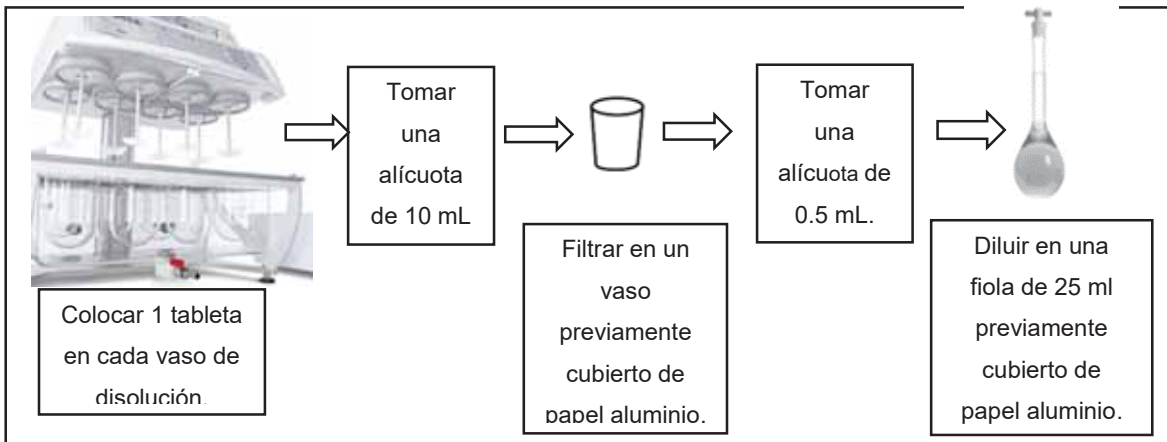 Colocar 1 tableta
en cada vaso de
disolución.
Tomar
una
alícuota
de 10 mL
Filtrar en un
vaso
previamente
cubierto de
papel aluminio.
Tomar
una
alícuota de
0.5 mL.
Diluir en una
fiola de 25 ml
previamente
cubierto de
papel aluminio.